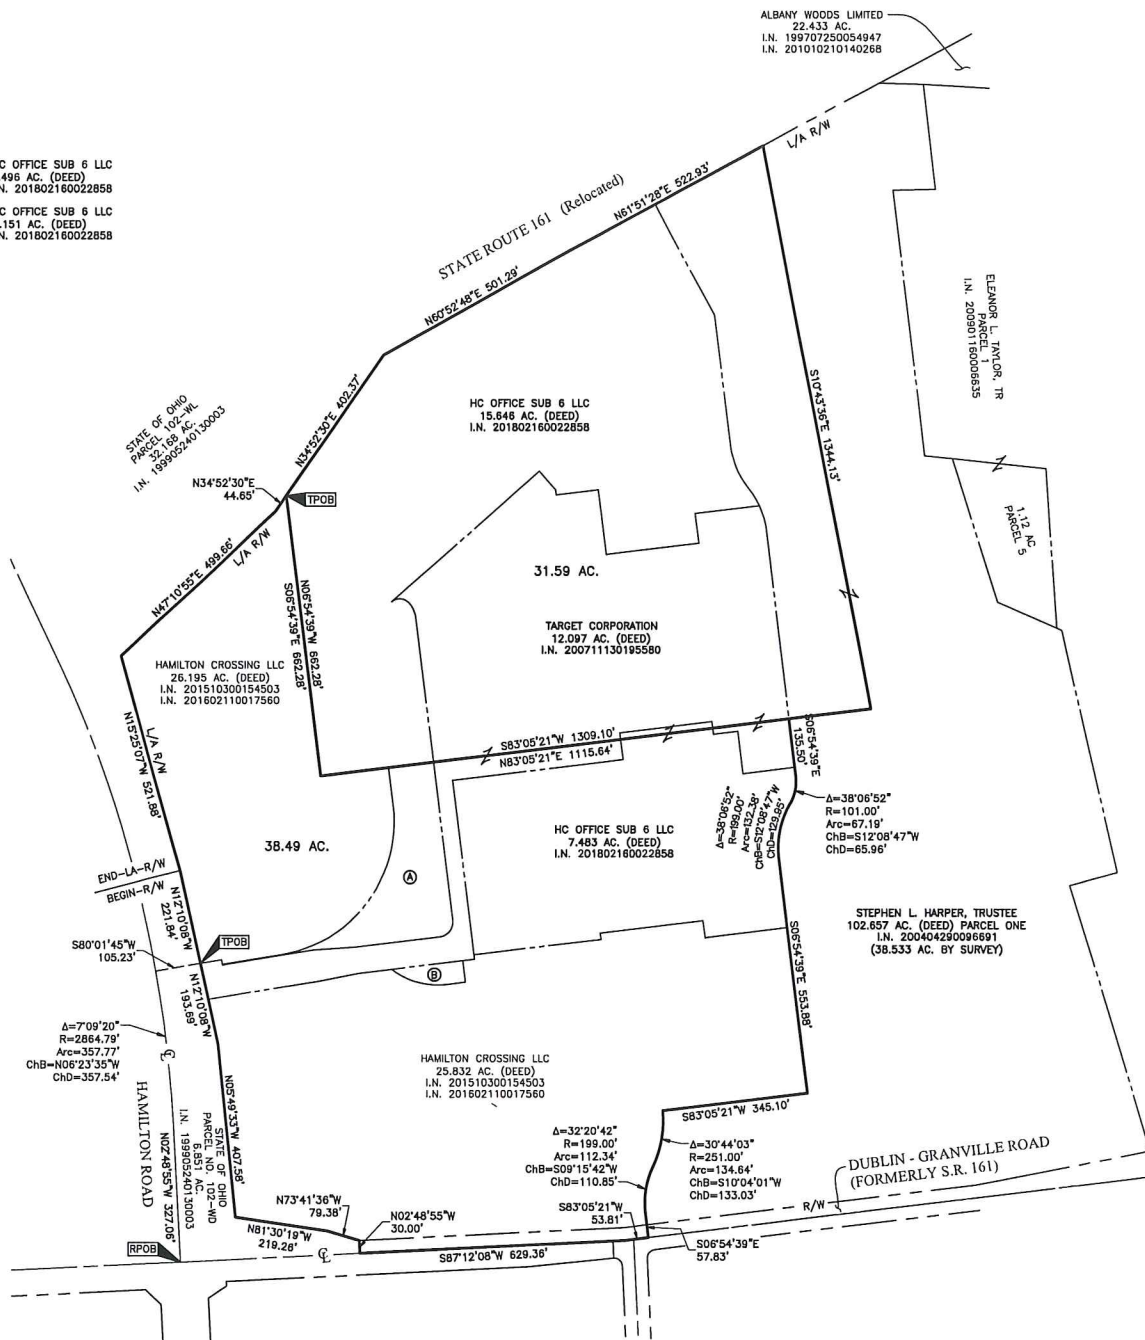 ALBANY WOODS LIMITED
22.433 AC.
I.N. 199707250054947
I.N. 201010210140268
L/A R/W
C OFFICE SUB 6 LLC
.496 AC. (DEED)
N. 201802160022858
C OFFICE SUB 6 LLC
.151 AC. (DEED)
N. 201802160022858
STATE ROUTE 161 (Relocated)
N61°51'28"E 522.93'
N60°52'48"E 501.29'
N34°52'30"E 402.37'
ELEANOR L. TAYLOR, TR
PARCEL 1
I.N. 200901160006635
S10°43'36"E 1344.13'
HC OFFICE SUB 6 LLC
15.646 AC. (DEED)
I.N. 201802160022858
STATE OF OHIO
PARCEL 102-WL
32.168 AC.
I.N. 199905240130003
N34°52'30"E
44.65'
TPOB
N47°10'55"E 499.66'
L/A R/W
1.12 AC
PARCEL 5
31.59 AC.
N06°54'39"W 662.28'
S06°54'39"E 662.28'
TARGET CORPORATION
12.097 AC. (DEED)
I.N. 200711130195580
HAMILTON CROSSING LLC
26.195 AC. (DEED)
I.N. 201510300154503
I.N. 201602110017560
L/A R/W
N15°25'07"W 521.88'
S83°05'21"W 1309.10'
N83°05'21"E 1115.64'
S06°54'39"E
135.50'
Δ=38°06'52"
R=199.00'
Arc=132.38'
ChB=S12°08'47"W
ChD=129.95'
Δ=38°06'52"
R=101.00'
Arc=67.19'
ChB=S12°08'47"W
ChD=65.96'
HC OFFICE SUB 6 LLC
7.483 AC. (DEED)
I.N. 201802160022858
38.49 AC.
A
END-LA-R/W
BEGIN-R/W
N12°10'08"W
221.84'
TPOB
S80°01'45"W
105.23'
N12°10'08"W
193.69'
B
STEPHEN L. HARPER, TRUSTEE
102.657 AC. (DEED) PARCEL ONE
I.N. 200404290096691
(38.533 AC. BY SURVEY)
S06°54'39"E 553.88'
Δ=7°09'20"
R=2864.79'
Arc=357.77'
ChB=N06°23'35"W
ChD=357.54'
CL
HAMILTON ROAD
N02°48'55"W 327.06'
STATE OF OHIO
PARCEL NO. 102-WD
6.851 AC.
I.N. 199905240130003
N05°49'33"W 407.58'
HAMILTON CROSSING LLC
25.832 AC. (DEED)
I.N. 201510300154503
I.N. 201602110017560
S83°05'21"W 345.10'
Δ=32°20'42"
R=199.00'
Arc=112.34'
ChB=S09°15'42"W
ChD=110.85'
Δ=30°44'03"
R=251.00'
Arc=134.64'
ChB=S10°04'01"W
ChD=133.03'
DUBLIN - GRANVILLE ROAD
(FORMERLY S.R. 161)
R/W
N73°41'36"W
79.38'
N02°48'55"W
30.00'
S83°05'21"W
53.81'
S06°54'39"E
57.83'
N81°30'19"W
219.26'
CL
S87°12'08"W 629.36'
RPOB